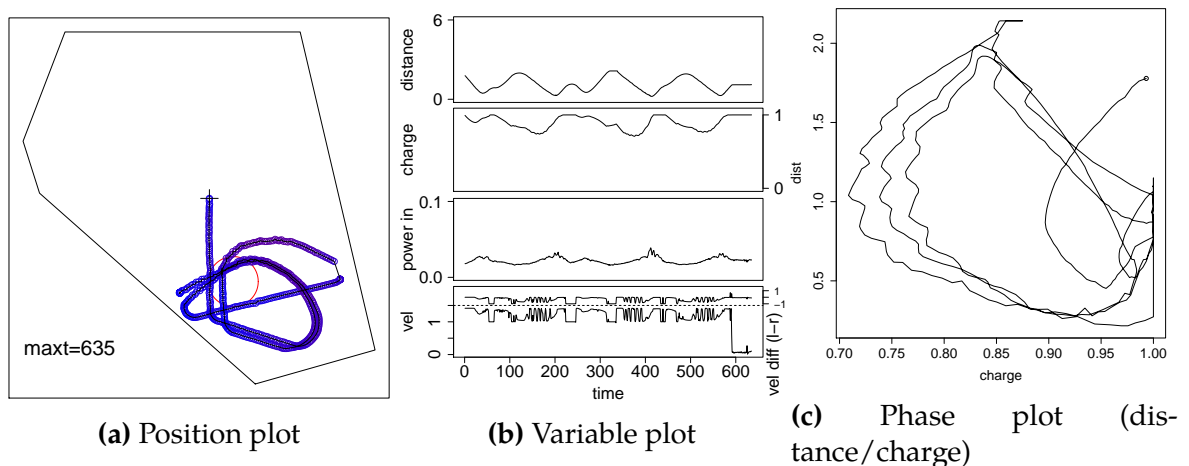 maxt=635
(a) Position plot
distance
6
0
charge
1
0
power in
0.1
0.0
vel
1
0
1
−1
vel diff (l−r)
0 100 200 300 400 500 600
time
(b) Variable plot
dist
2.0
1.5
1.0
0.5
0.70 0.75 0.80 0.85 0.90 0.95 1.00
charge
(c) Phase plot (dis-
tance/charge)